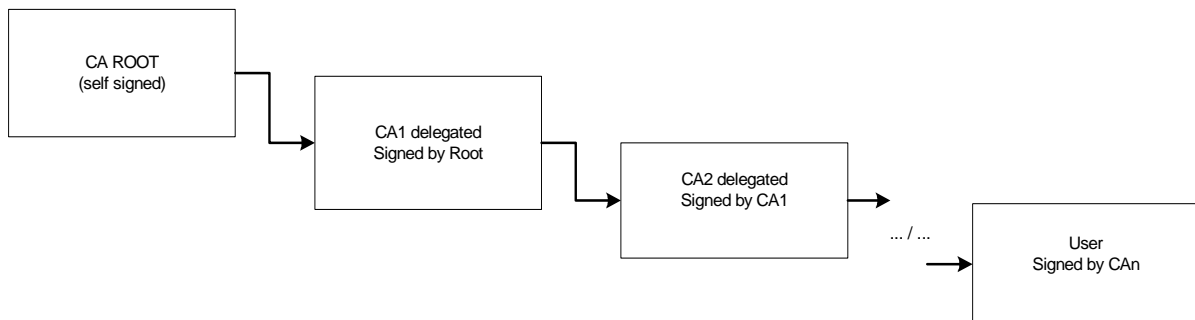 CA ROOT
(self signed)
CA1 delegated
Signed by Root
CA2 delegated
Signed by CA1
... / ...
User
Signed by CAn